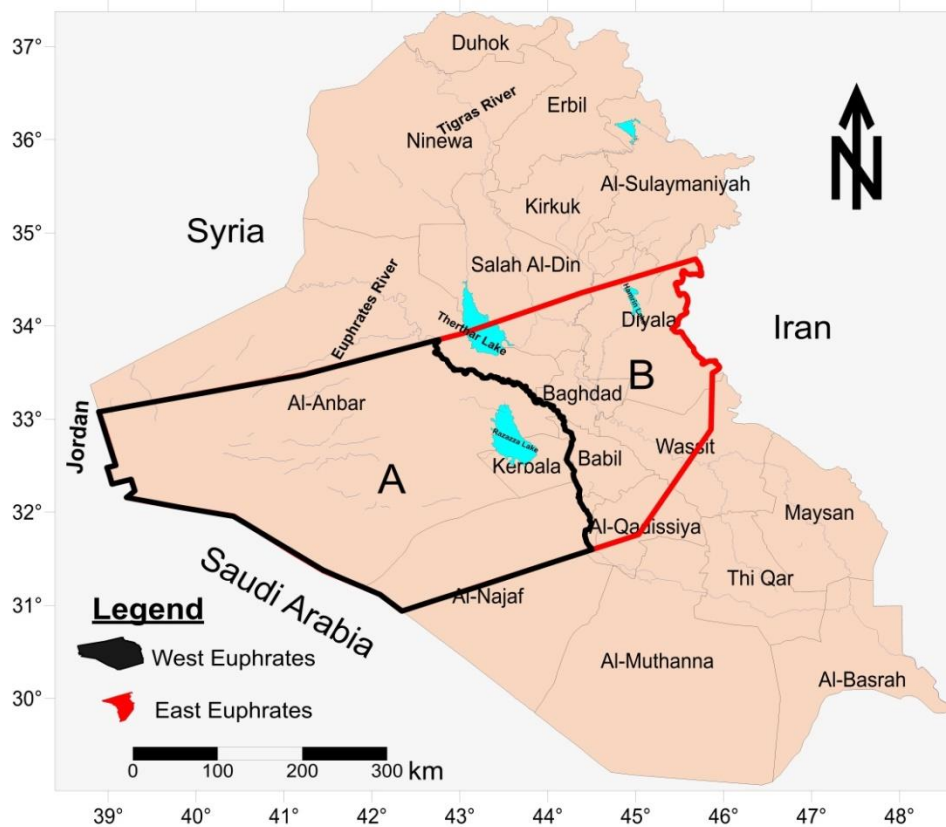 37°
36°
35°
34°
33°
32°
31°
30°
Duhok
Tigras River
Erbil
Ninewa
N
Al-Sulaymaniyah
Kirkuk
Syria
Salah Al-Din
Euphrates River
Hamrin
Diyala
Therthar Lake
Iran
B
Baghdad
Al-Anbar
Jordan
Razazza Lake
Wassit
Kerbala
Babil
A
Al-Qadissiya
Maysan
Thi Qar
Saudi Arabia
Al-Najaf
Al-Muthanna
Al-Basrah
Legend
West Euphrates
East Euphrates
0 100 200 300 km
39° 40° 41° 42° 43° 44° 45° 46° 47° 48°